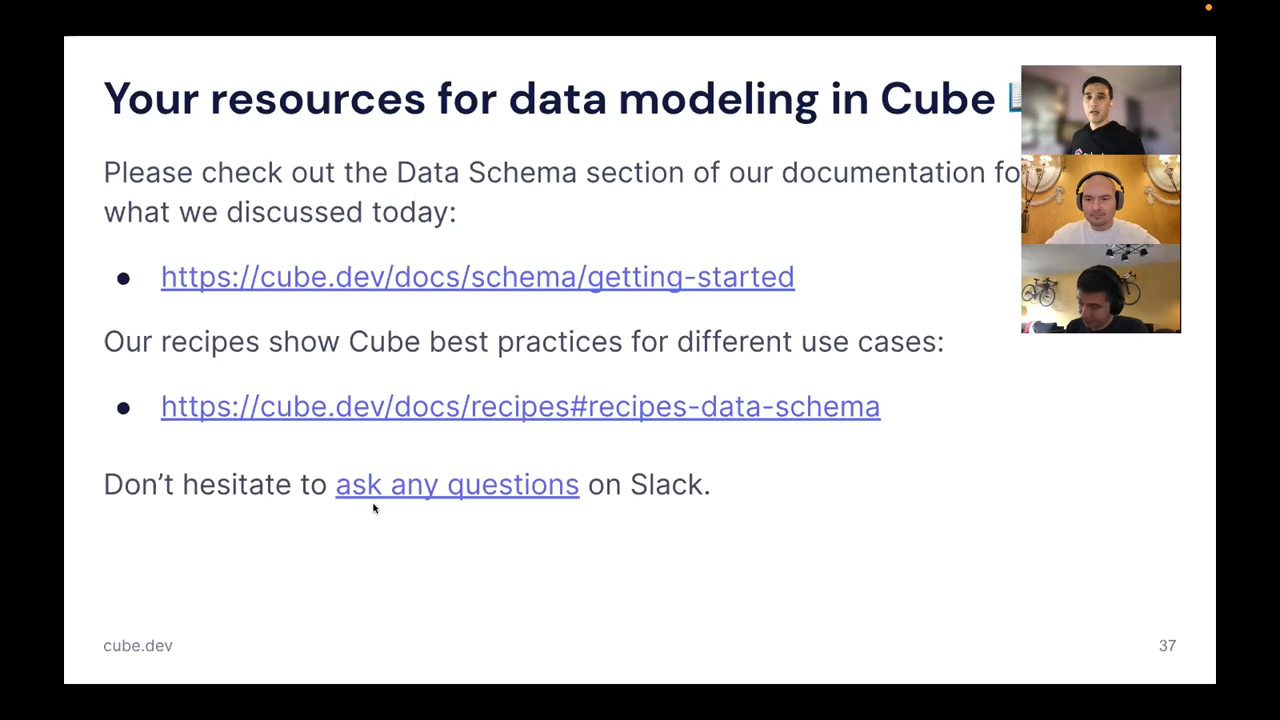 Your resources for data modeling in Cube
Please check out the Data Schema section of our documentation
what we discussed today:
● https://cube.dev/docs/schema/getting-started
Our recipes show Cube best practices for different use cases:
● https://cube.dev/docs/recipes#recipes-data-schema
Don’t hesitate to ask any questions on Slack.
cube.dev
37